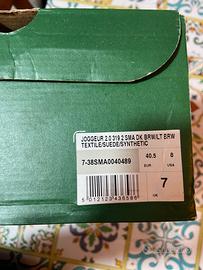 JOGGEUR 2.0 319 2 SMA DK BRW/LT BRW
TEXTILE/SUEDE/SYNTHETIC
7-38SMA0040489
40.5 8
EUR USA
7
UK
5012123436586